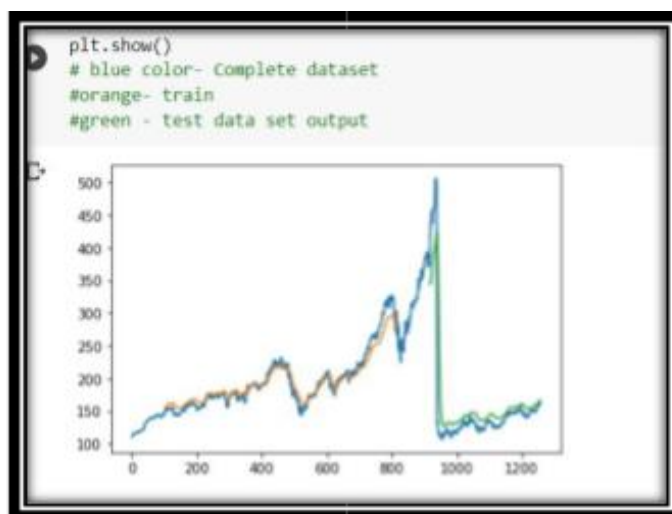 plt.show()
# blue color- Complete dataset
#orange- train
#green - test data set output
500
450
400
350
300
250
200
150
100
0 200 400 600 800 1000 1200